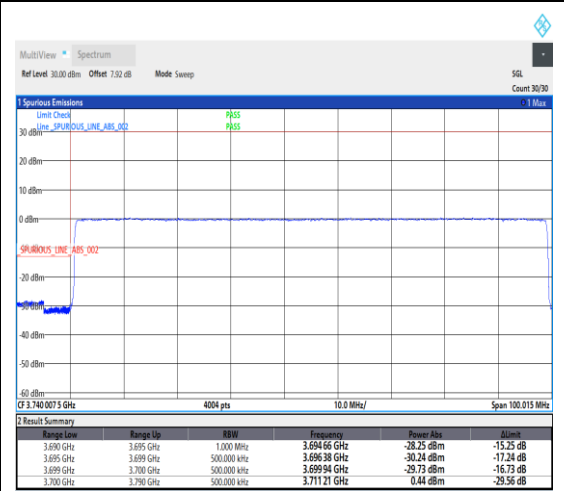 MultiView Spectrum
Ref Level 30.00 dBm Offset 7.92 dB Mode Sweep SGL
Count 30/30
1 Spurious Emissions 1 Max
Limit Check PASS
Line _SPURIOUS_LINE_ABS_002 PASS
30 dBm
20 dBm
10 dBm
0 dBm
_SPURIOUS_LINE_ABS_002
-20 dBm
-30 dBm
-40 dBm
-50 dBm
-60 dBm
CF 3.740 007 5 GHz 4004 pts 10.0 MHz/ Span 100.015 MHz
2 Result Summary
Range Low Range Up RBW Frequency Power Abs ΔLimit
3.690 GHz 3.695 GHz 1.000 MHz 3.694 66 GHz -28.25 dBm -15.25 dB
3.695 GHz 3.699 GHz 500.000 kHz 3.696 38 GHz -30.24 dBm -17.24 dB
3.699 GHz 3.700 GHz 500.000 kHz 3.699 94 GHz -29.73 dBm -16.73 dB
3.700 GHz 3.790 GHz 500.000 kHz 3.711 21 GHz 0.44 dBm -29.56 dB